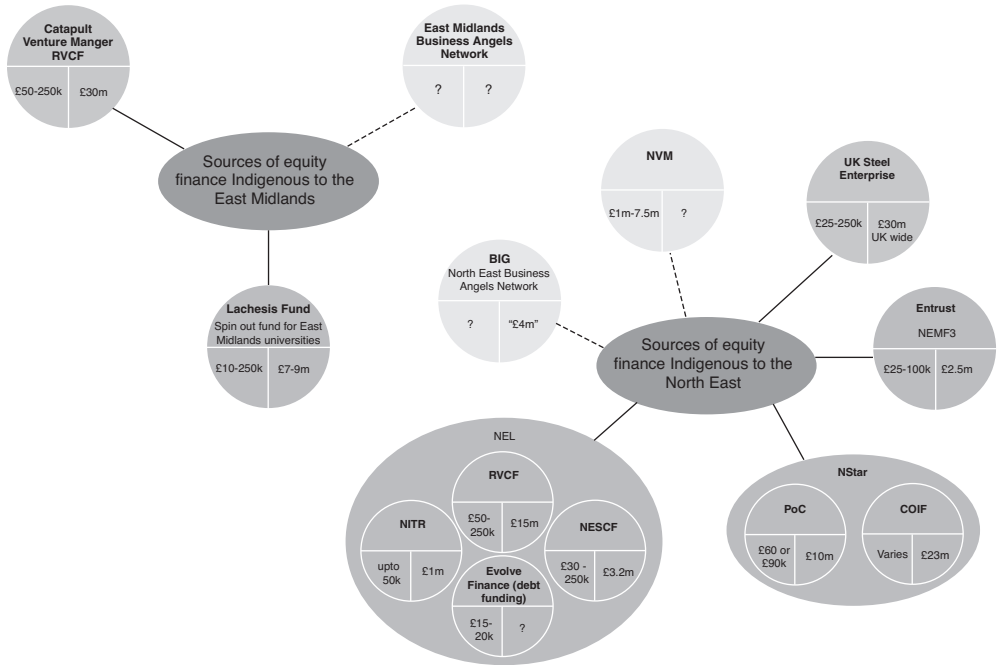 Catapult
Venture Manger
RVCF
£50-250k
£30m
East Midlands
Business Angels
Network
?
?
Sources of equity
finance Indigenous to the
East Midlands
Lachesis Fund
Spin out fund for East
Midlands universities
£10-250k
£7-9m
NVM
£1m-7.5m
?
UK Steel
Enterprise
£25-250k
£30m
UK wide
BIG
North East Business
Angels Network
?
“£4m”
Sources of equity
finance Indigenous to the
North East
Entrust
NEMF3
£25-100k
£2.5m
NEL
RVCF
£50-
250k
£15m
NITR
upto
50k
£1m
NESCF
£30 -
250k
£3.2m
Evolve
Finance (debt
funding)
£15-
20k
?
NStar
PoC
£60 or
£90k
£10m
COIF
Varies
£23m